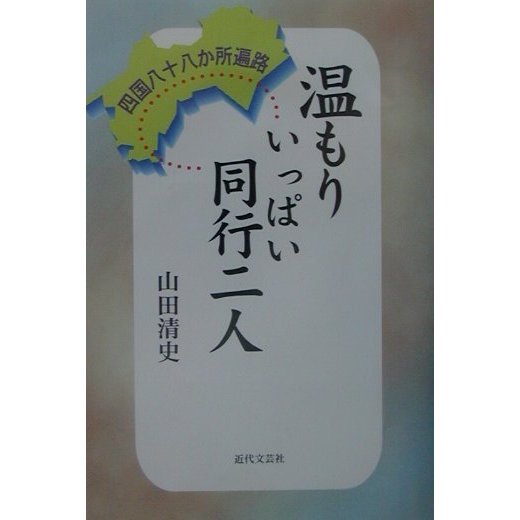 四国八十八か所遍路
温もり
いっぱい
同行二人
山田清史
近代文芸社